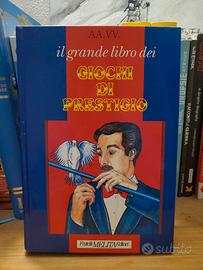 AA.VV.
il grande libro dei
GIOCHI
DI
PRESTIGIO
Fratelli MELITA Editori
subito